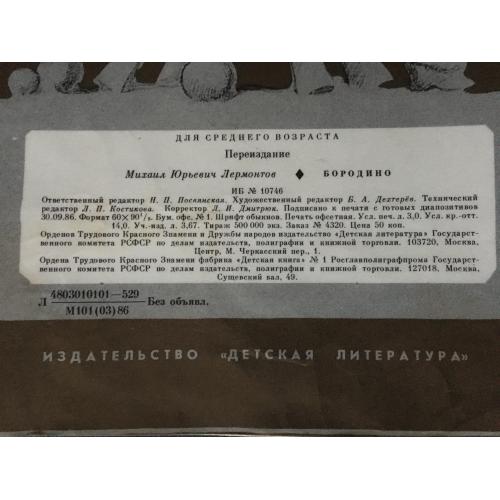 ДЛЯ СРЕДНЕГО ВОЗРАСТА
Переиздание
Михаил Юрьевич Лермонтов ♦ БОРОДИНО
ИБ № 10746
Ответственный редактор Н. П. Посвянская. Художественный редактор Б. А. Дехтерёв. Технический
редактор Л. П. Костикова. Корректор Л. И. Дмитрюк. Подписано к печати с готовых диапозитивов
30.09.86. Формат 60×90¹/₈. Бум. офс. № 1. Шрифт обыкнов. Печать офсетная. Усл. печ. л. 3,0. Усл. кр.-отт.
14,0. Уч.-изд. л. 3,67. Тираж 500 000 экз. Заказ № 4320. Цена 50 коп.
Орденов Трудового Красного Знамени и Дружбы народов издательство «Детская литература» Государст-
венного комитета РСФСР по делам издательств, полиграфии и книжной торговли. 103720, Москва,
Центр, М. Черкасский пер., 1.
Ордена Трудового Красного Знамени фабрика «Детская книга» № 1 Росглавполиграфпрома Государст-
венного комитета РСФСР по делам издательств, полиграфии и книжной торговли. 127018, Москва,
Сущевский вал, 49.
Л 4803010101—529 Без объявл.
М101(03)86
ИЗДАТЕЛЬСТВО «ДЕТСКАЯ ЛИТЕРАТУРА»